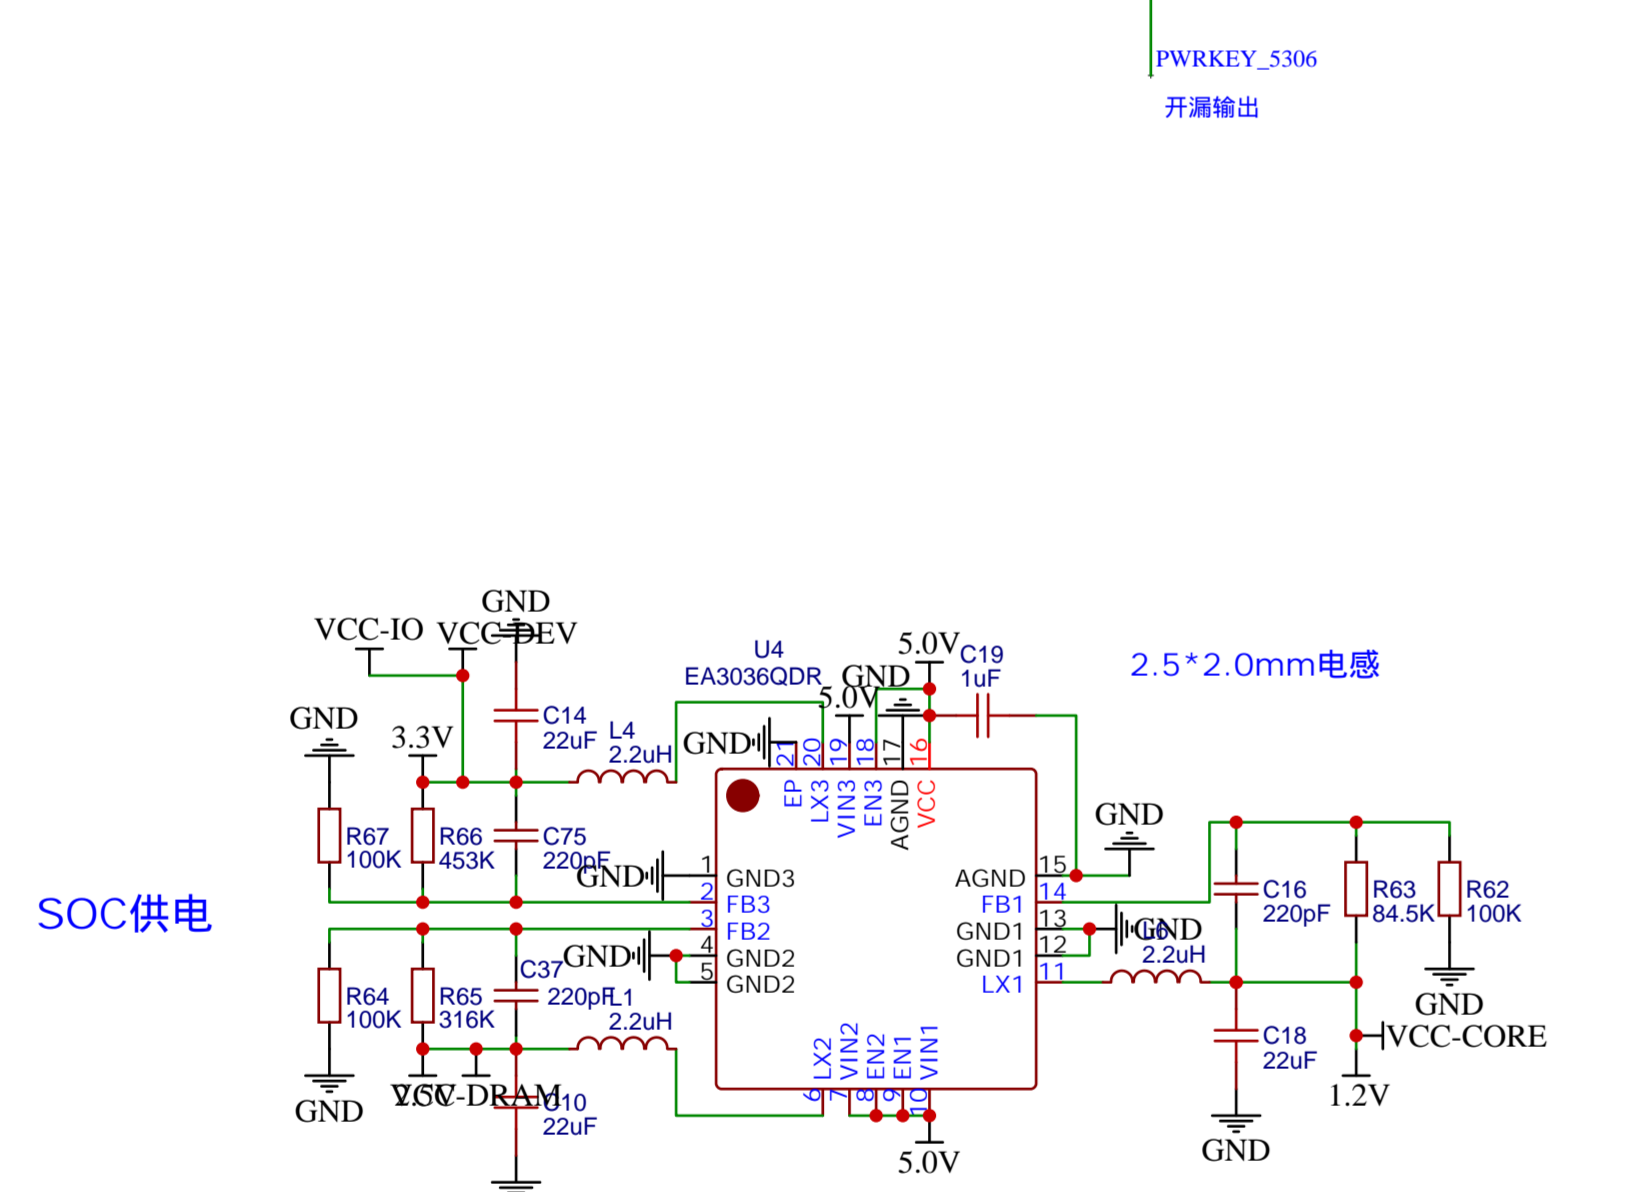 PWRKEY_5306
开漏输出
GND
VCC-IO
VCC-DEV
GND
3.3V
C14
22uF
L4
2.2uH
R67
100K
R66
453K
C75
220pF
U4
EA3036QDR
5.0V
GND
5.0V
C19
1uF
2.5*2.0mm电感
GND
21
20
19
18
17
16
EP
LX3
VIN3
EN3
AGND
VCC
GND
1
GND3
2
FB3
3
FB2
4
GND2
5
GND2
GND
SOC供电
AGND
15
FB1
14
GND1
13
GND1
12
LX1
11
GND
GND
L6
2.2uH
C16
220pF
R63
84.5K
R62
100K
GND
C37
220pF
L1
2.2uH
R64
100K
R65
316K
GND
2.5V
VCC-DRAM
C10
22uF
LX2
VIN2
EN2
EN1
VIN1
6
7
8
9
10
5.0V
C18
22uF
VCC-CORE
1.2V
GND